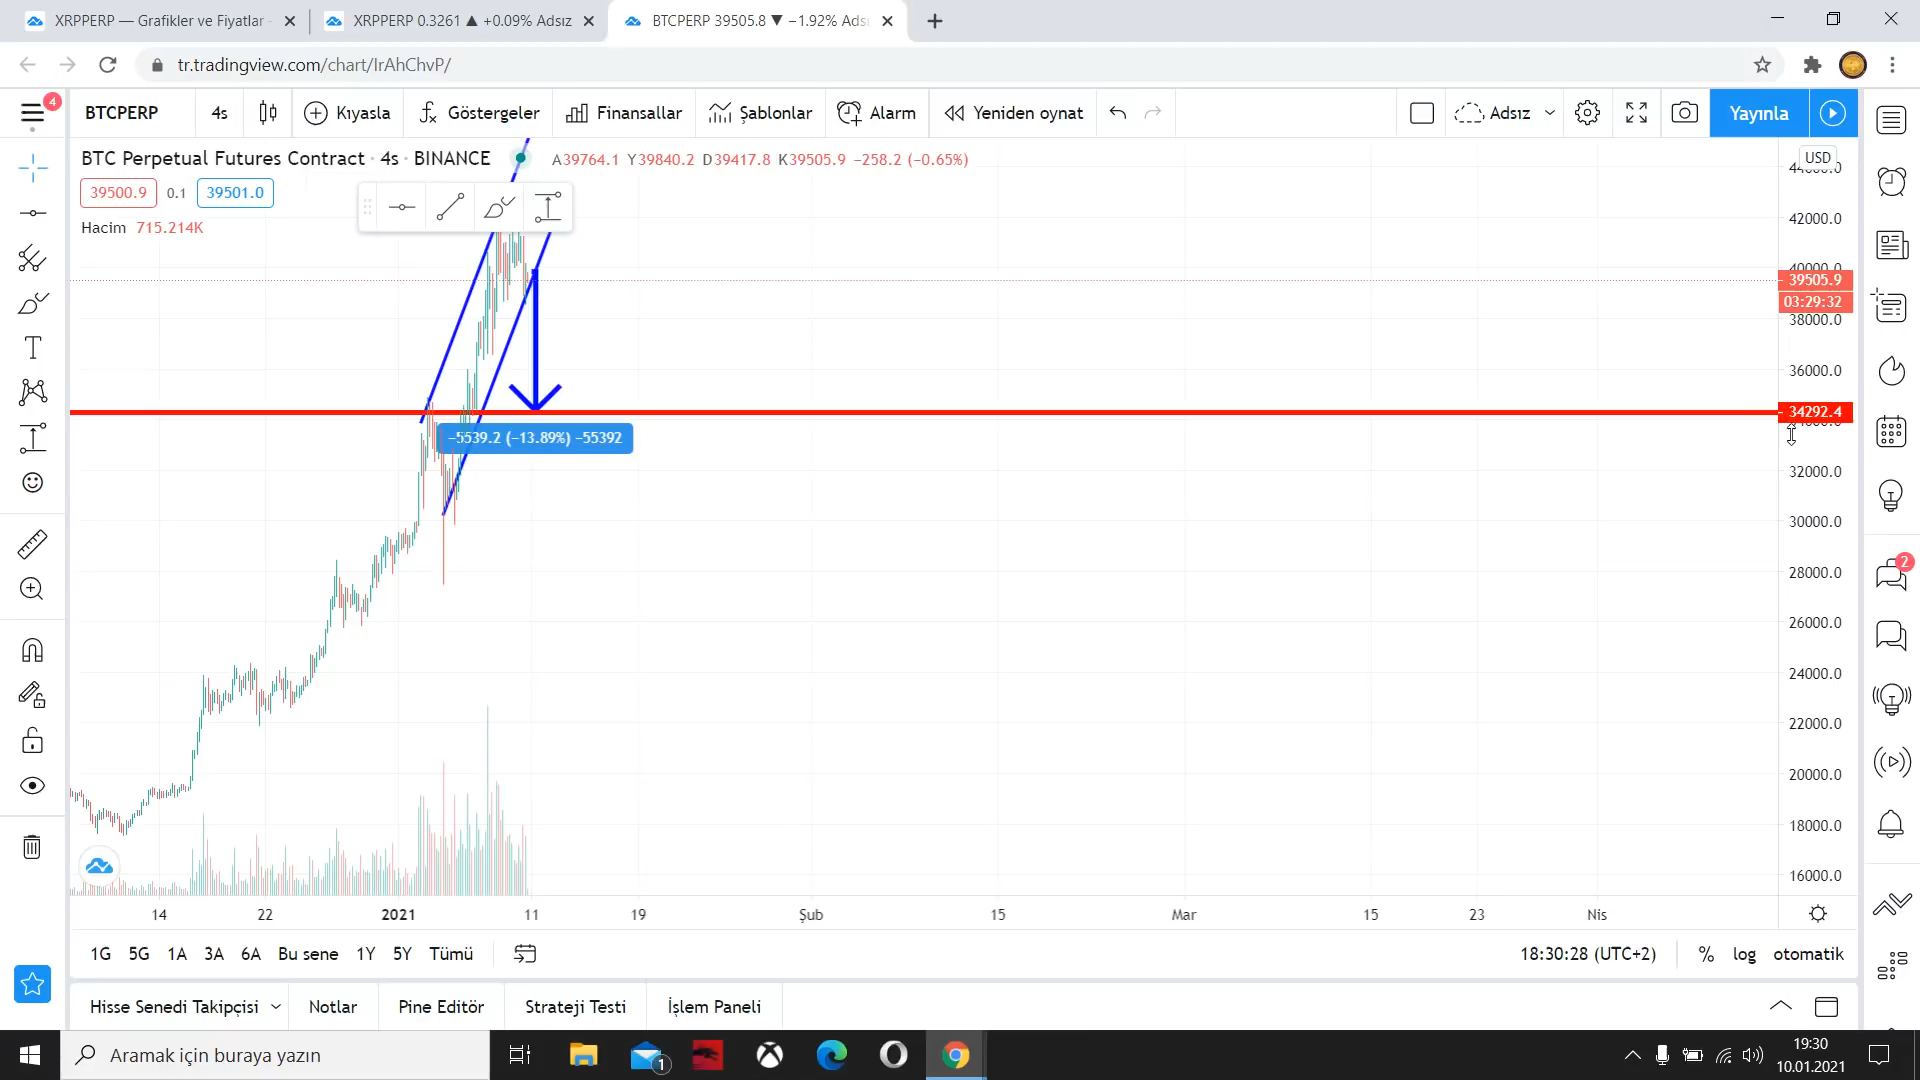 XRPPERP — Grafikler ve Fiyatlar
XRPPERP 0.3261 ▲ +0.09% Adsız
BTCPERP 39505.8 ▼ −1.92% Ads
tr.tradingview.com/chart/IrAhChvP/
4
BTCPERP
4s
Kıyasla
Göstergeler
Finansallar
Şablonlar
Alarm
Yeniden oynat
Adsız
Yayınla
BTC Perpetual Futures Contract · 4s · BINANCE
A39764.1 Y39840.2 D39417.8 K39505.9 −258.2 (−0.65%)
USD
39500.9 0.1 39501.0
Hacim 715.214K
42000.0
40000.0
39505.9
03:29:32
38000.0
36000.0
34292.4
−5539.2 (−13.89%) −55392
32000.0
30000.0
28000.0
26000.0
24000.0
22000.0
20000.0
18000.0
16000.0
2
14 22 2021 11 19 Şub 15 Mar 15 23 Nis
1G 5G 1A 3A 6A Bu sene 1Y 5Y Tümü
18:30:28 (UTC+2) % log otomatik
Hisse Senedi Takipçisi
Notlar
Pine Editör
Strateji Testi
İşlem Paneli
Aramak için buraya yazın
1
19:30
10.01.2021